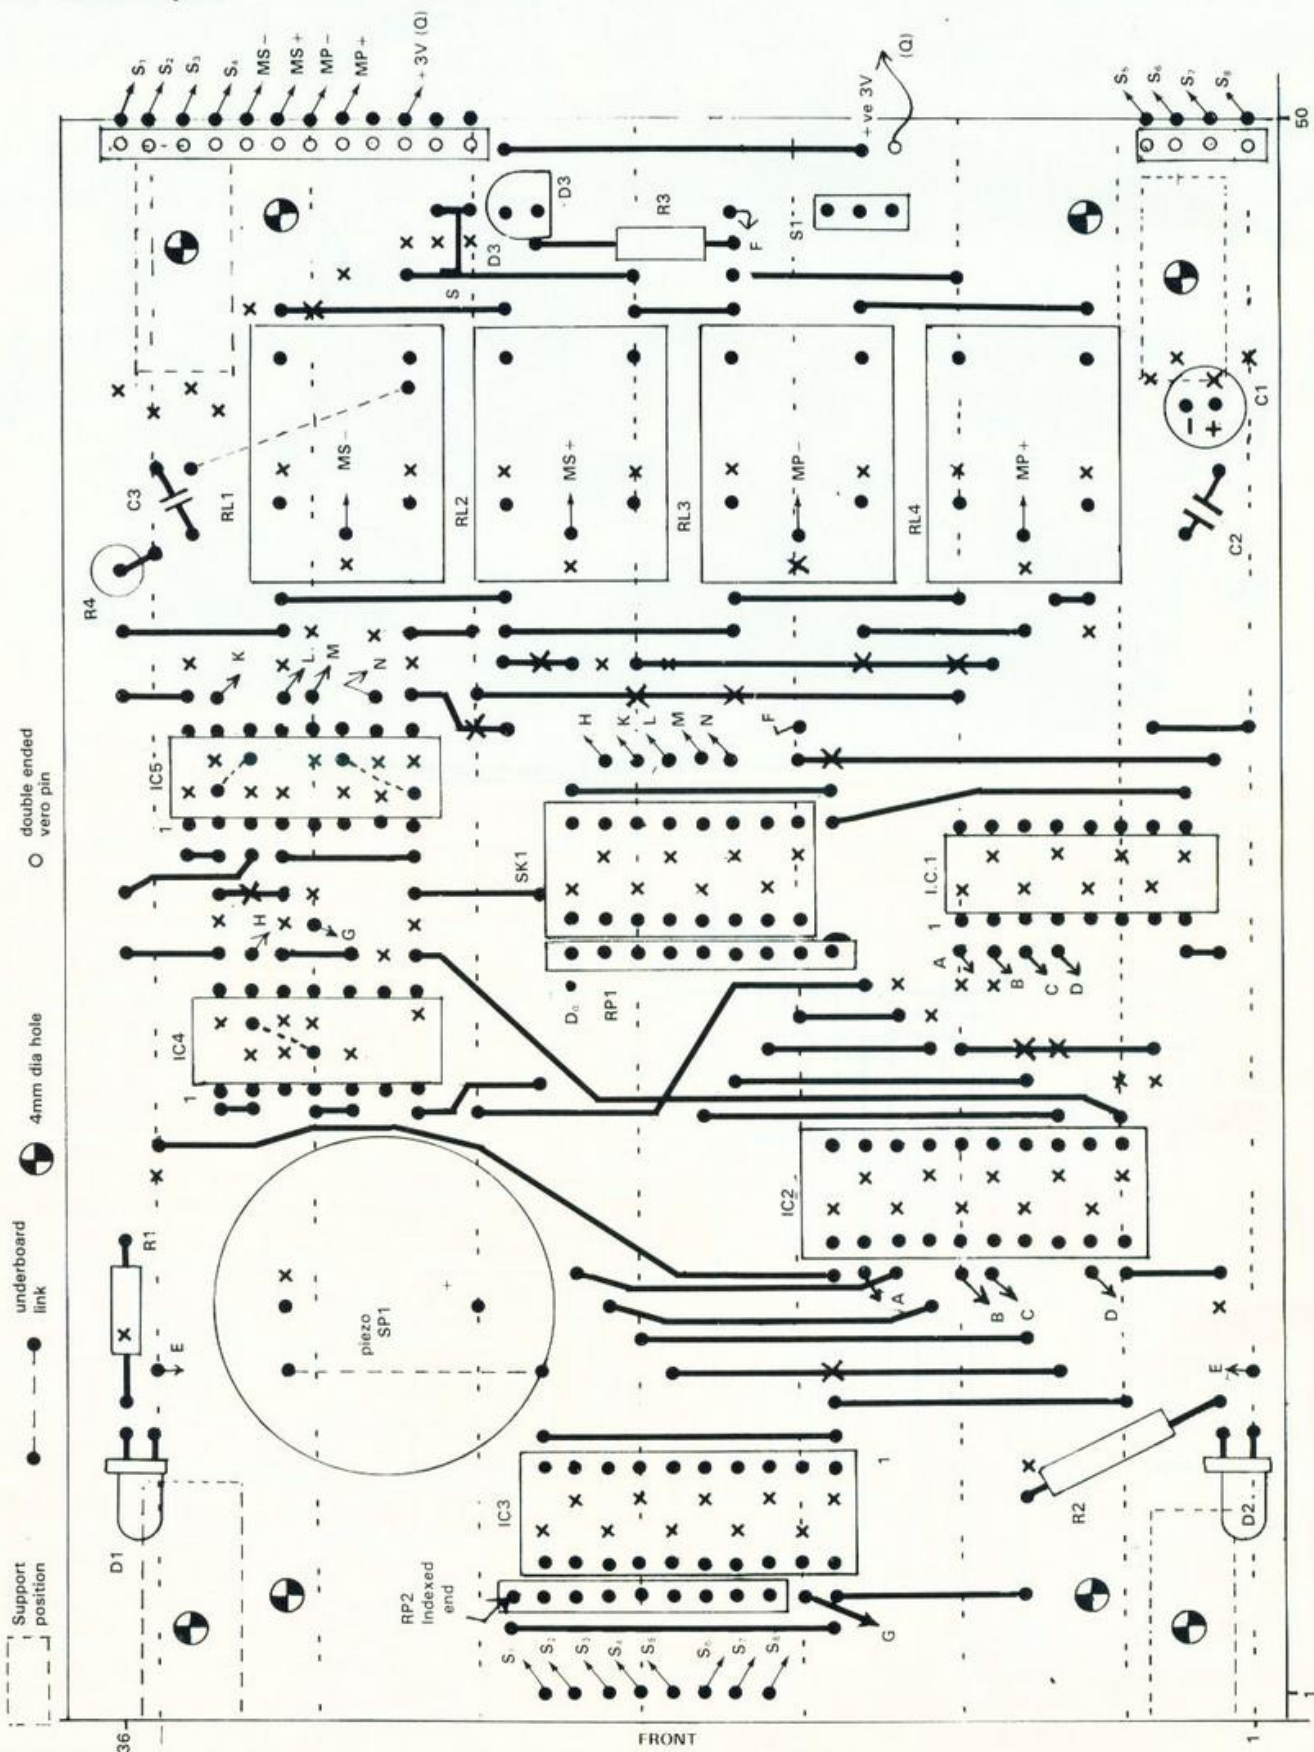 Support
position
underboard
link
4mm dia hole
double ended
vero pin
S₁
S₂
S₃
S₄
MS-
MS+
MP-
MP+
+3V (Q)
+ve 3V
(Q)
S₅
S₆
S₇
S₈
50
D3
D3
R3
F
S1
S
C3
R4
RL1
MS-
RL2
MS+
RL3
MP-
RL4
MP+
-
+
C1
C2
K
L
M
N
IC5
1
H
K
L
M
N
F
SK1
I.C.1
1
H
G
A
B
C
D
RP1
IC4
1
IC2
R1
E
piezo
SP1
+
A
B
C
D
E
D1
IC3
1
R2
D2
RP2
Indexed
end
G
S₂
S₃
S₄
S₅
S₆
S₇
S₈
36
FRONT
1
1